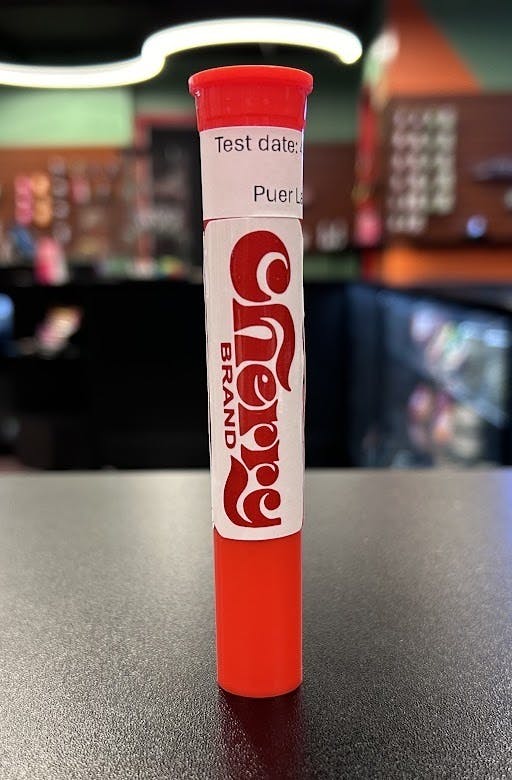 Test date:
Puer
Cherry
BRAND